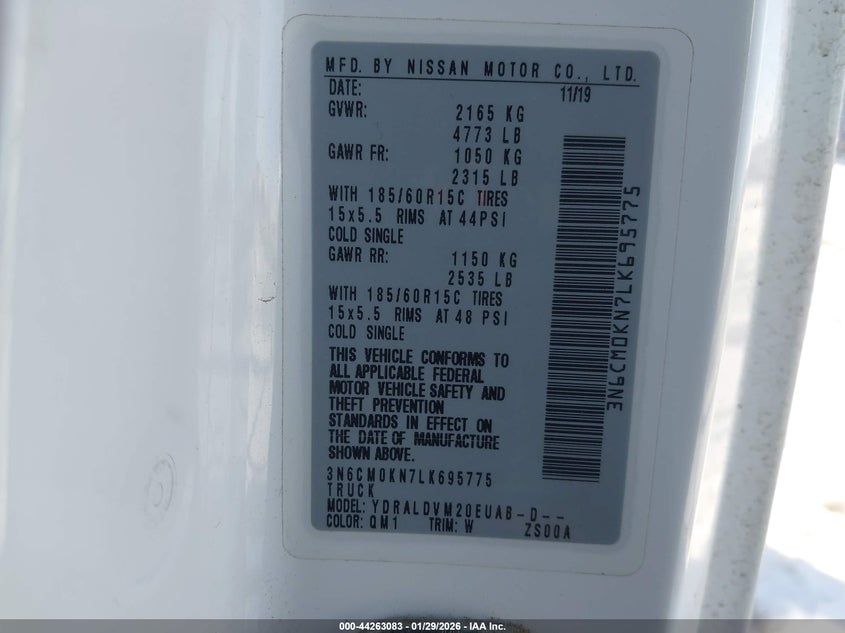 MFD. BY NISSAN MOTOR CO., LTD.
DATE: 11/19
GVWR: 2165 KG
4773 LB
GAWR FR: 1050 KG
2315 LB
WITH 185/60R15C TIRES
15x5.5 RIMS AT 44PSI
COLD SINGLE
GAWR RR: 1150 KG
2535 LB
WITH 185/60R15C TIRES
15x5.5 RIMS AT 48 PSI
COLD SINGLE
THIS VEHICLE CONFORMS TO
ALL APPLICABLE FEDERAL
MOTOR VEHICLE SAFETY AND
THEFT PREVENTION
STANDARDS IN EFFECT ON
THE DATE OF MANUFACTURE
SHOWN ABOVE.
3N6CM0KN7LK695775
TRUCK
MODEL: YDRALDVM20EUAB-D--
COLOR: QM1 TRIM: W ZS00A
3N6CM0KN7LK695775
000-44263083 - 01/29/2026 - IAA Inc.